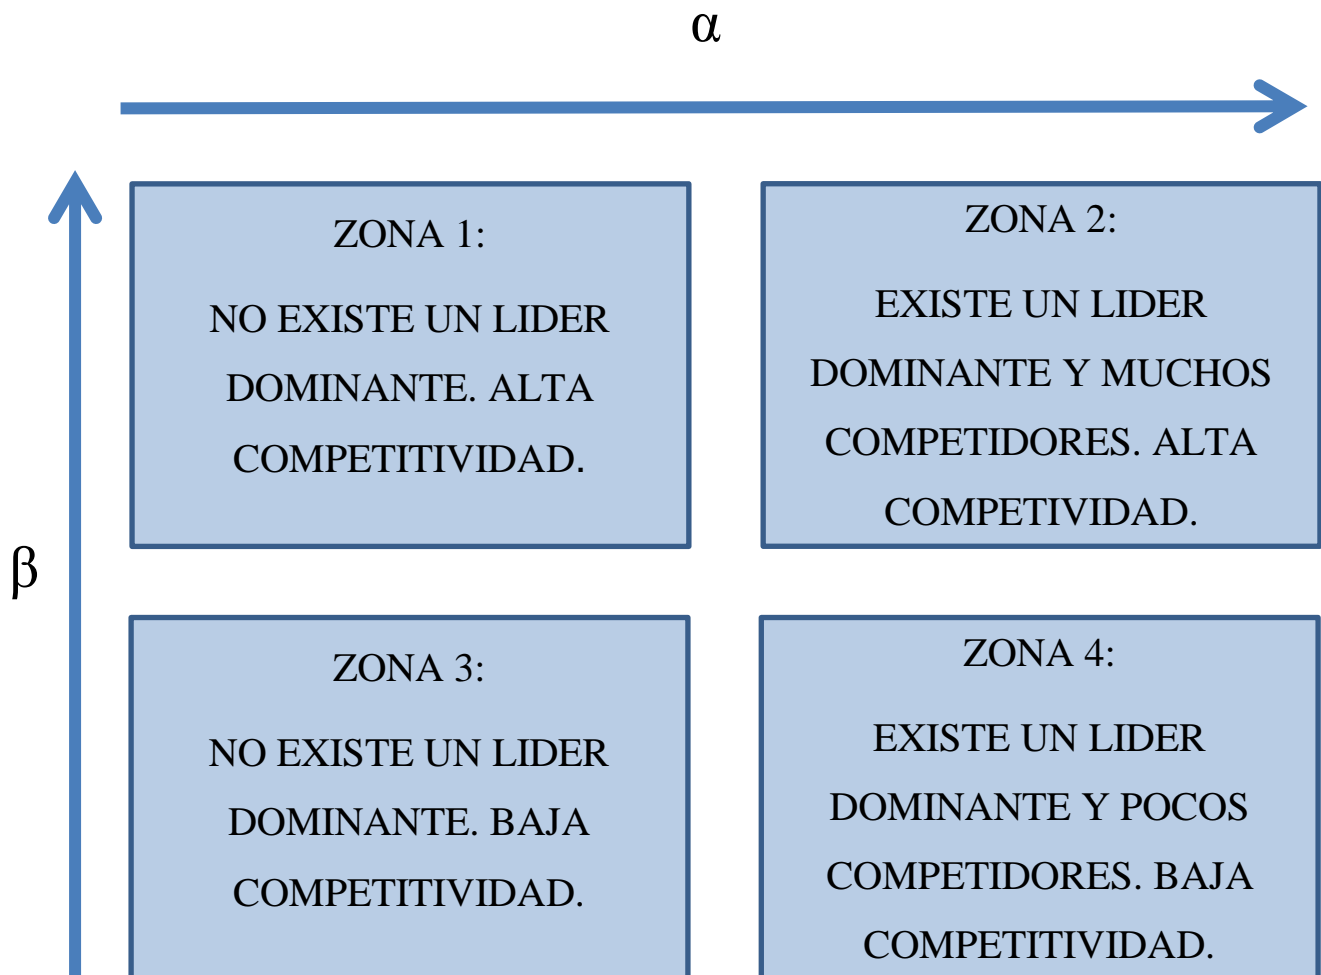 α
ZONA 1:
NO EXISTE UN LIDER
DOMINANTE. ALTA
COMPETITIVIDAD.
ZONA 2:
EXISTE UN LIDER
DOMINANTE Y MUCHOS
COMPETIDORES. ALTA
COMPETIVIDAD.
β
ZONA 3:
NO EXISTE UN LIDER
DOMINANTE. BAJA
COMPETITIVIDAD.
ZONA 4:
EXISTE UN LIDER
DOMINANTE Y POCOS
COMPETIDORES. BAJA
COMPETITIVIDAD.